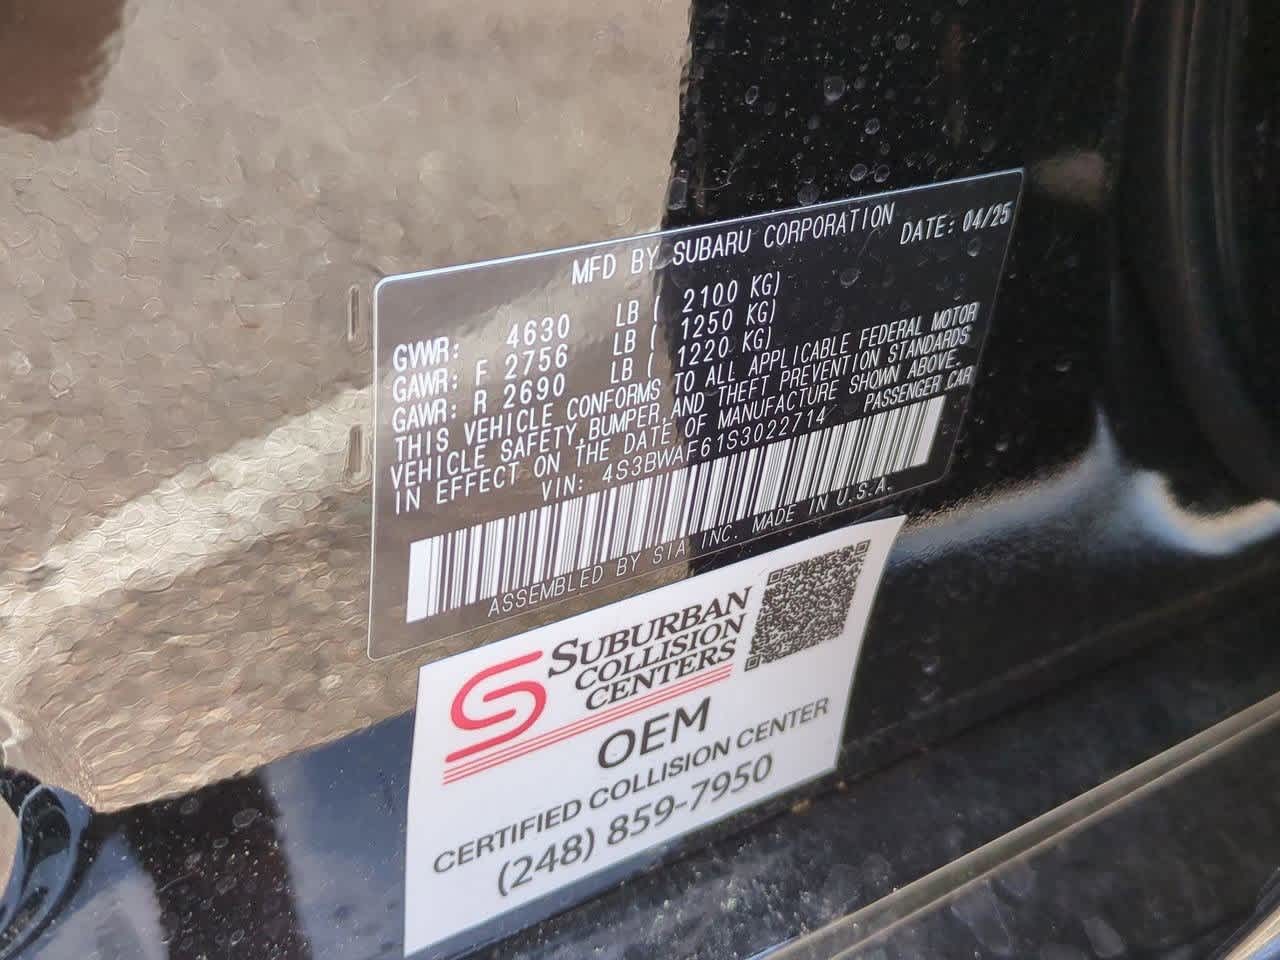 MFD BY SUBARU CORPORATION DATE: 04/25
GVWR: 4630 LB ( 2100 KG)
GAWR: F 2756 LB ( 1250 KG)
GAWR: R 2690 LB ( 1220 KG)
THIS VEHICLE CONFORMS TO ALL APPLICABLE FEDERAL MOTOR
VEHICLE SAFETY,BUMPER,AND THEFT PREVENTION STANDARDS
IN EFFECT ON THE DATE OF MANUFACTURE SHOWN ABOVE.
VIN: 4S3BWAF61S3022714 PASSENGER CAR
ASSEMBLED BY SIA INC. MADE IN U.S.A.
SUBURBAN
COLLISION
CENTERS
OEM
CERTIFIED COLLISION CENTER
(248) 859-7950